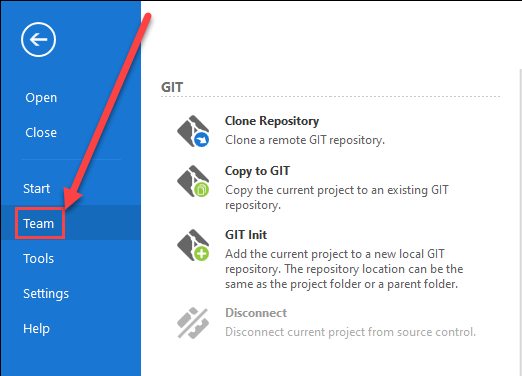 Open
Close
Start
Team
Tools
Settings
Help
GIT
Clone Repository
Clone a remote GIT repository.
Copy to GIT
Copy the current project to an existing GIT
repository.
GIT Init
Add the current project to a new local GIT
repository. The repository location can be the
same as the project folder or a parent folder.
Disconnect
Disconnect current project from source control.